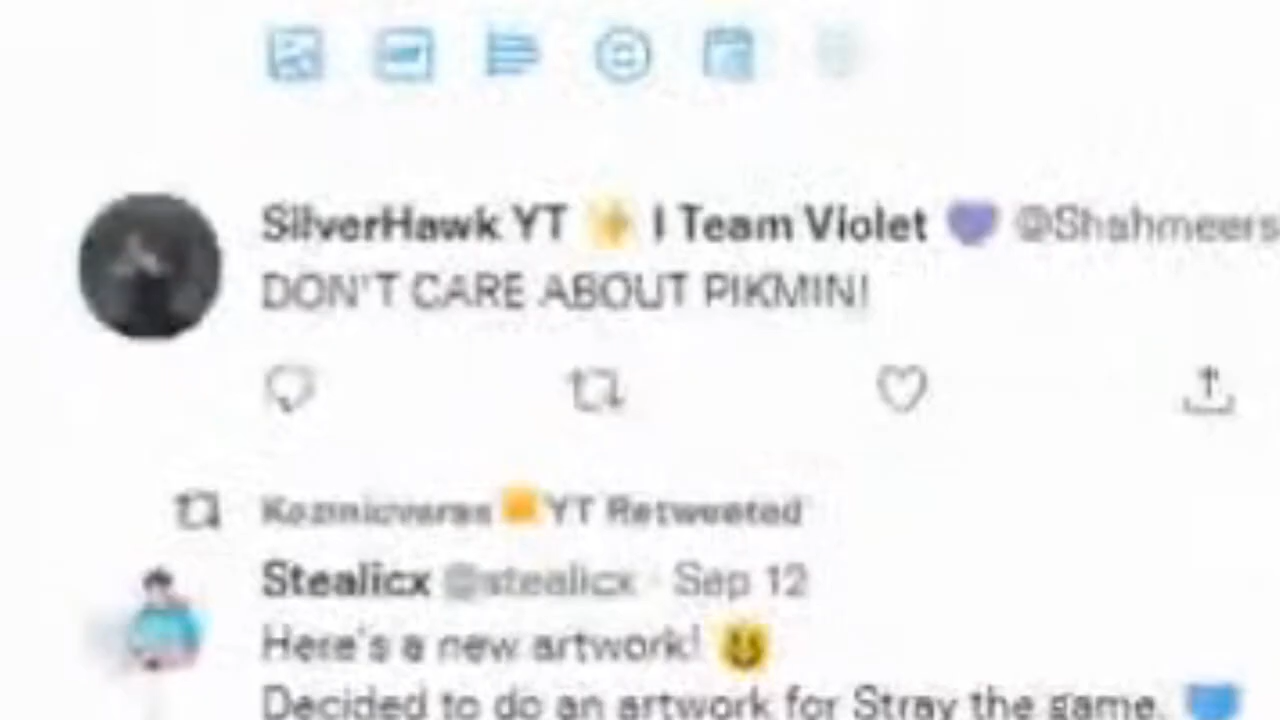 SilverHawk YT ✨ | Team Violet 💜 @Shahmeers
DON'T CARE ABOUT PIKMIN!
YT Retweeted
Stealicx @stealicx · Sep 12
Here's a new artwork! 😃
Decided to do an artwork for Stray the game.